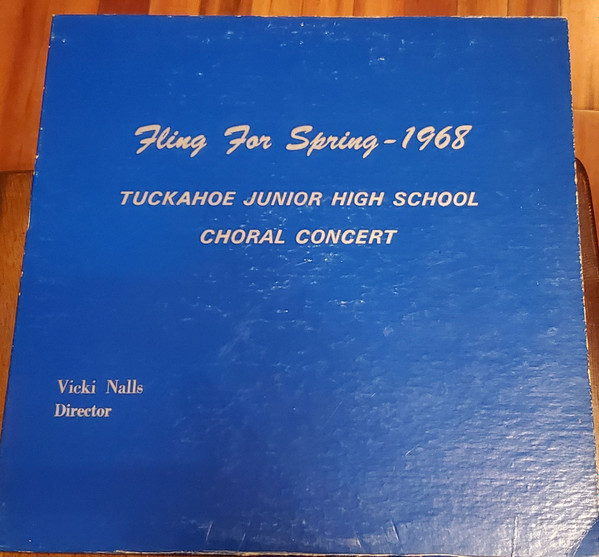 Fling For Spring-1968
TUCKAHOE JUNIOR HIGH SCHOOL
CHORAL CONCERT
Vicki Nalls
Director